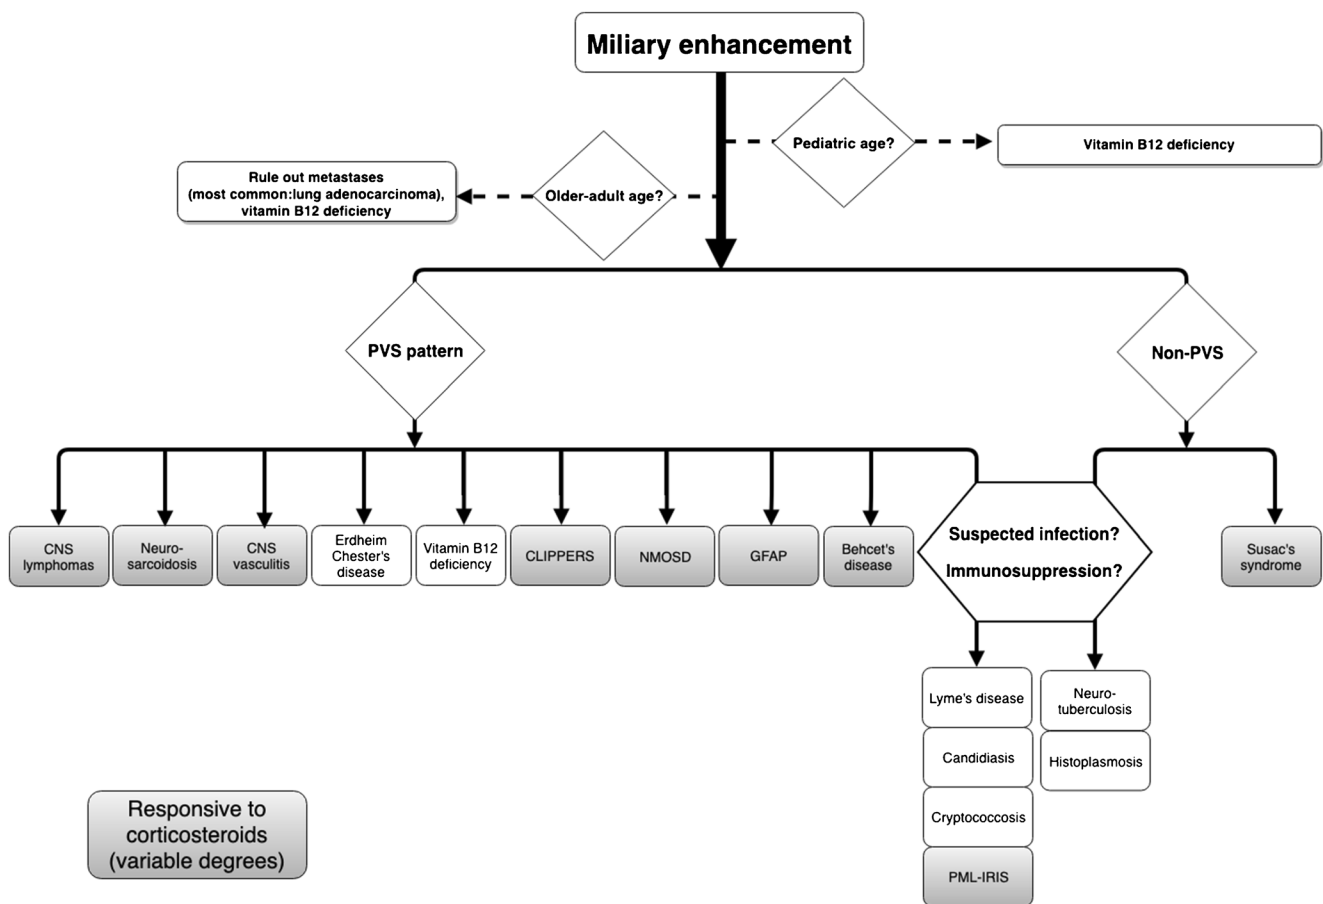 Miliary enhancement
Pediatric age?
Vitamin B12 deficiency
Rule out metastases
(most common:lung adenocarcinoma),
vitamin B12 deficiency
Older-adult age?
PVS pattern
Non-PVS
CNS
lymphomas
Neuro-
sarcoidosis
CNS
vasculitis
Erdheim
Chester's
disease
Vitamin B12
deficiency
CLIPPERS
NMOSD
GFAP
Behcet's
disease
Suspected infection?
Immunosuppression?
Susac's
syndrome
Lyme's disease
Candidiasis
Cryptococcosis
PML-IRIS
Neuro-
tuberculosis
Histoplasmosis
Responsive to
corticosteroids
(variable degrees)